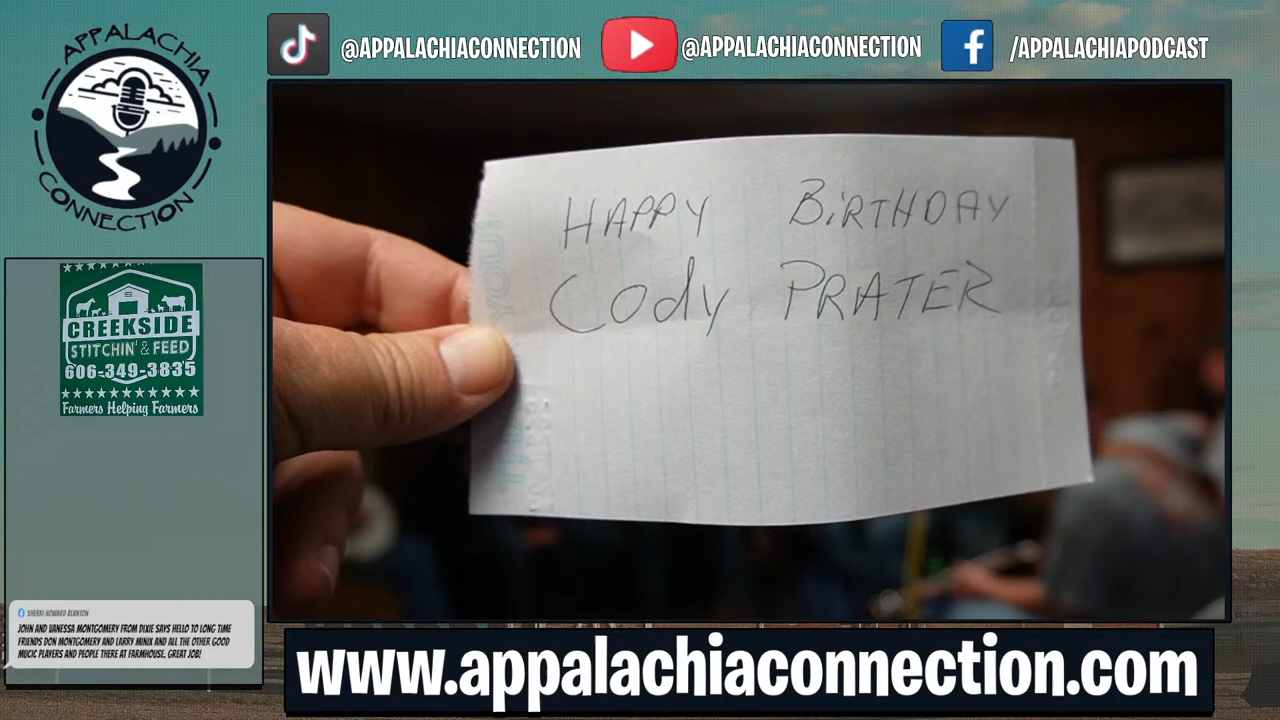 APPALACHIA
CONNECTION
@APPALACHIACONNECTION
@APPALACHIACONNECTION
/APPALACHIAPODCAST
HAPPY BiRTHDAY
Cody PRATER
CREEKSIDE
STITCHIN' & FEED
606-349-3835
Farmers Helping Farmers
SHERRI HOWARD BLANTON
JOHN AND VANESSA MONTGOMERY FROM DIXIE SAYS HELLO TO LONG TIME
FRIENDS DON MONTGOMERY AND LARRY MINIX AND ALL THE OTHER GOOD
MUCIC PLAYERS AND PEOPLE THERE AT FARMHOUSE. GREAT JOB!
www.appalachiaconnection.com